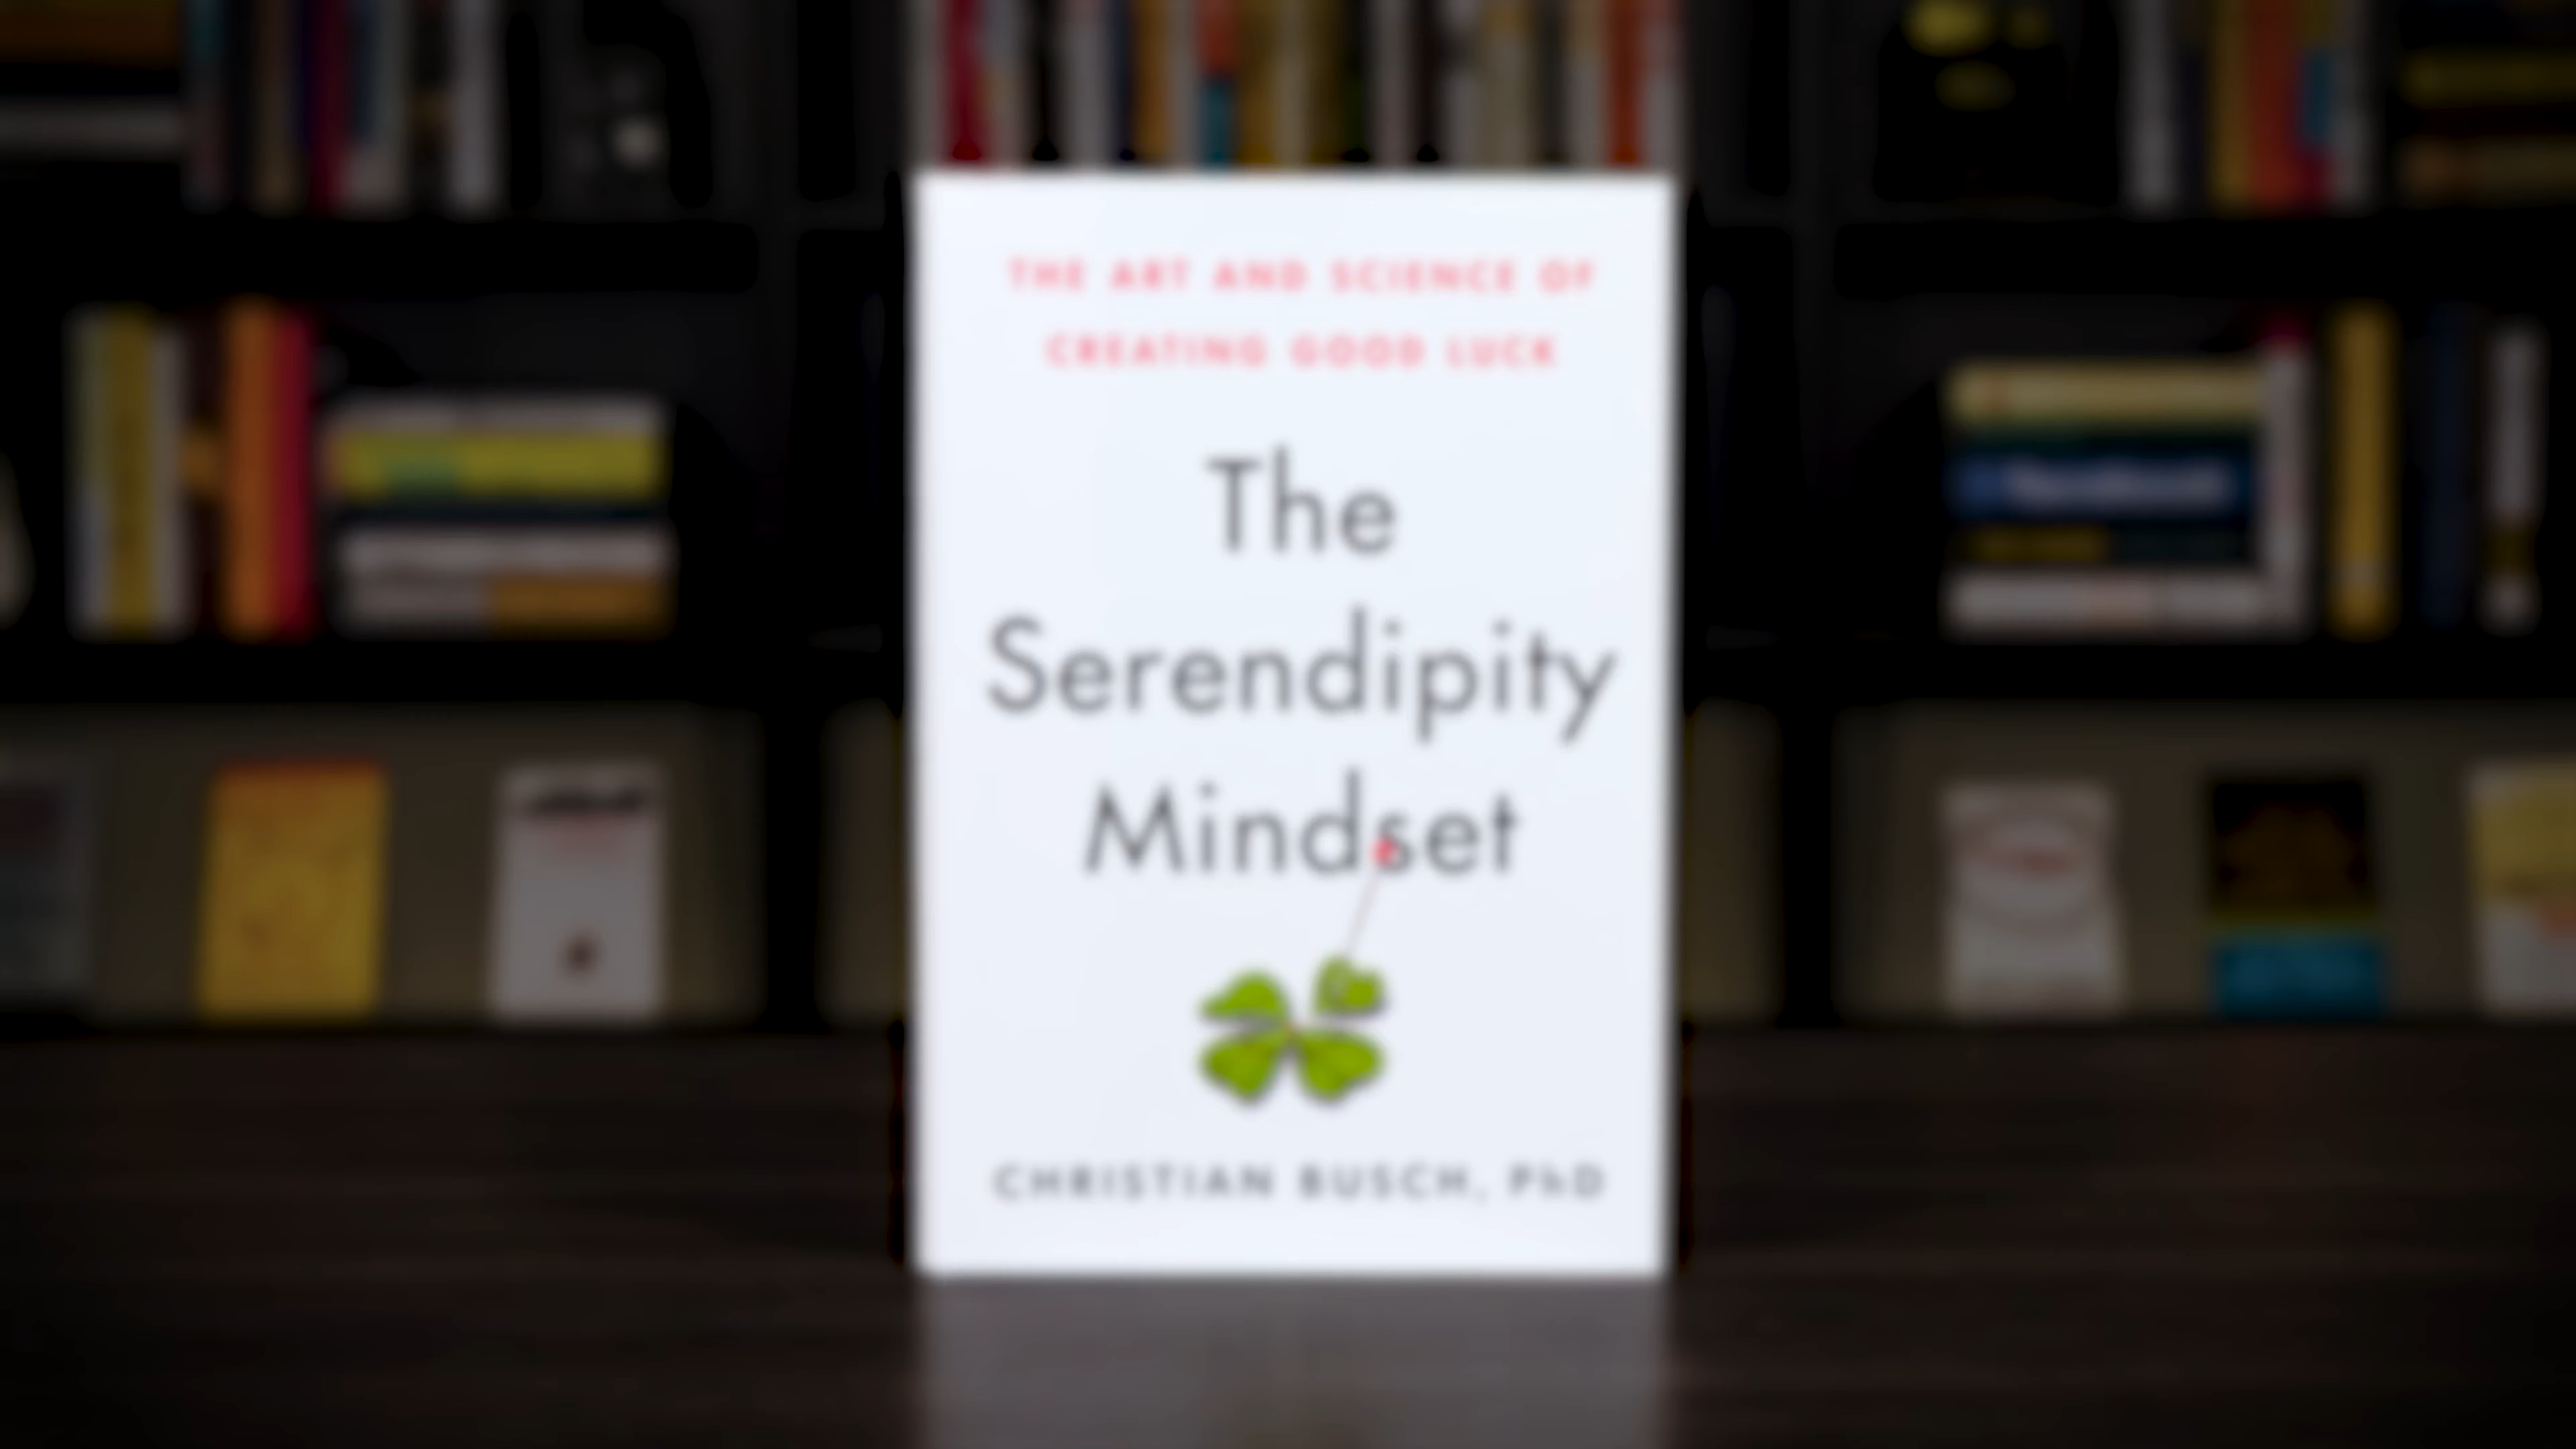 THE ART AND SCIENCE OF
CREATING GOOD LUCK
The
Serendipity
Mindset
CHRISTIAN BUSCH, PhD